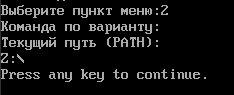 Выберите пункт меню:2
Команда по варианту:
Текущий путь (PATH):
Z:\
Press any key to continue.